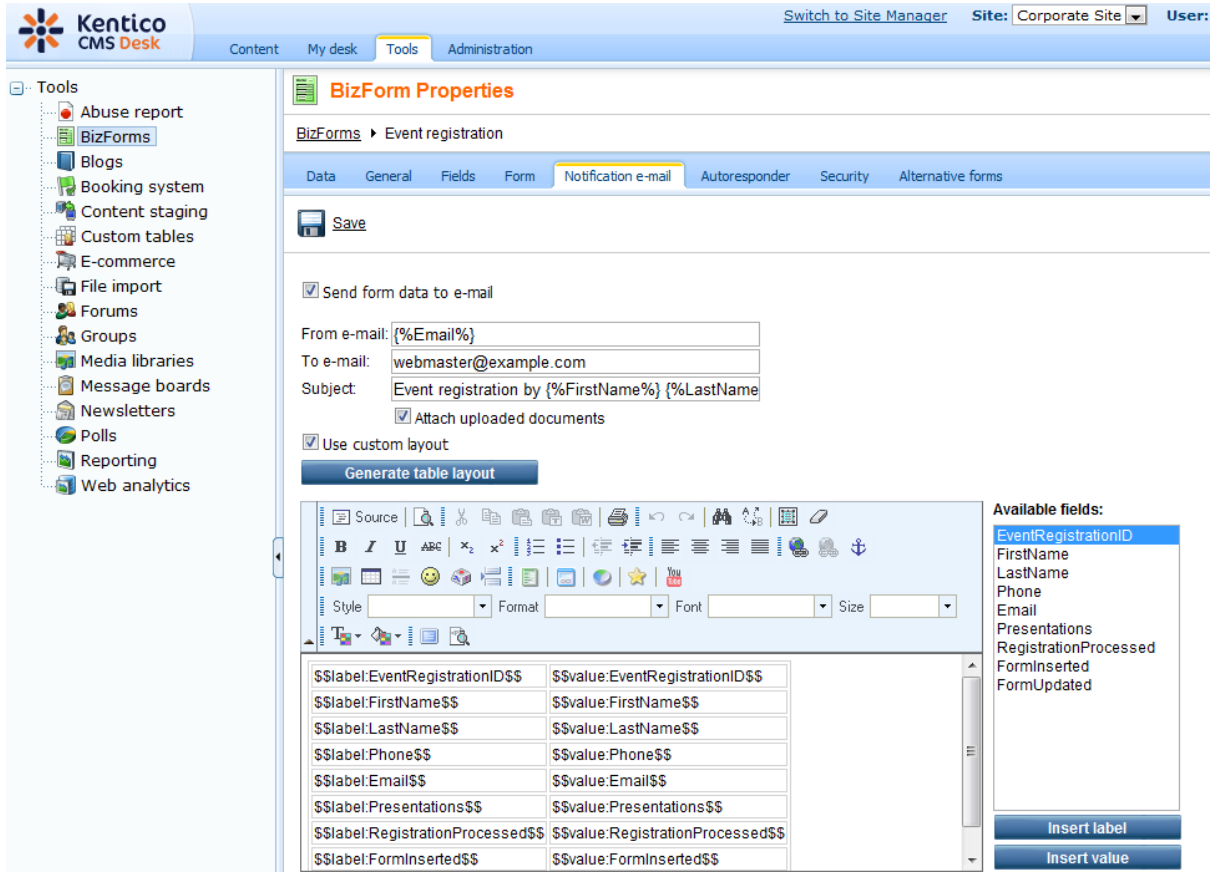 Switch to Site Manager Site: Corporate Site User:
Kentico
CMS Desk
Content My desk Tools Administration
Tools
Abuse report
BizForms
Blogs
Booking system
Content staging
Custom tables
E-commerce
File import
Forums
Groups
Media libraries
Message boards
Newsletters
Polls
Reporting
Web analytics
BizForm Properties
BizForms Event registration
Data General Fields Form Notification e-mail Autoresponder Security Alternative forms
Save
Send form data to e-mail
From e-mail: {%Email%}
To e-mail: webmaster@example.com
Subject: Event registration by {%FirstName%} {%LastName
Attach uploaded documents
Use custom layout
Generate table layout
Source
B I U ABC x₂ x²
You Tube
Style Format Font Size
$$label:EventRegistrationID$$ $$value:EventRegistrationID$$
$$label:FirstName$$ $$value:FirstName$$
$$label:LastName$$ $$value:LastName$$
$$label:Phone$$ $$value:Phone$$
$$label:Email$$ $$value:Email$$
$$label:Presentations$$ $$value:Presentations$$
$$label:RegistrationProcessed$$ $$value:RegistrationProcessed$$
$$label:FormInserted$$ $$value:FormInserted$$
Available fields:
EventRegistrationID
FirstName
LastName
Phone
Email
Presentations
RegistrationProcessed
FormInserted
FormUpdated
Insert label
Insert value